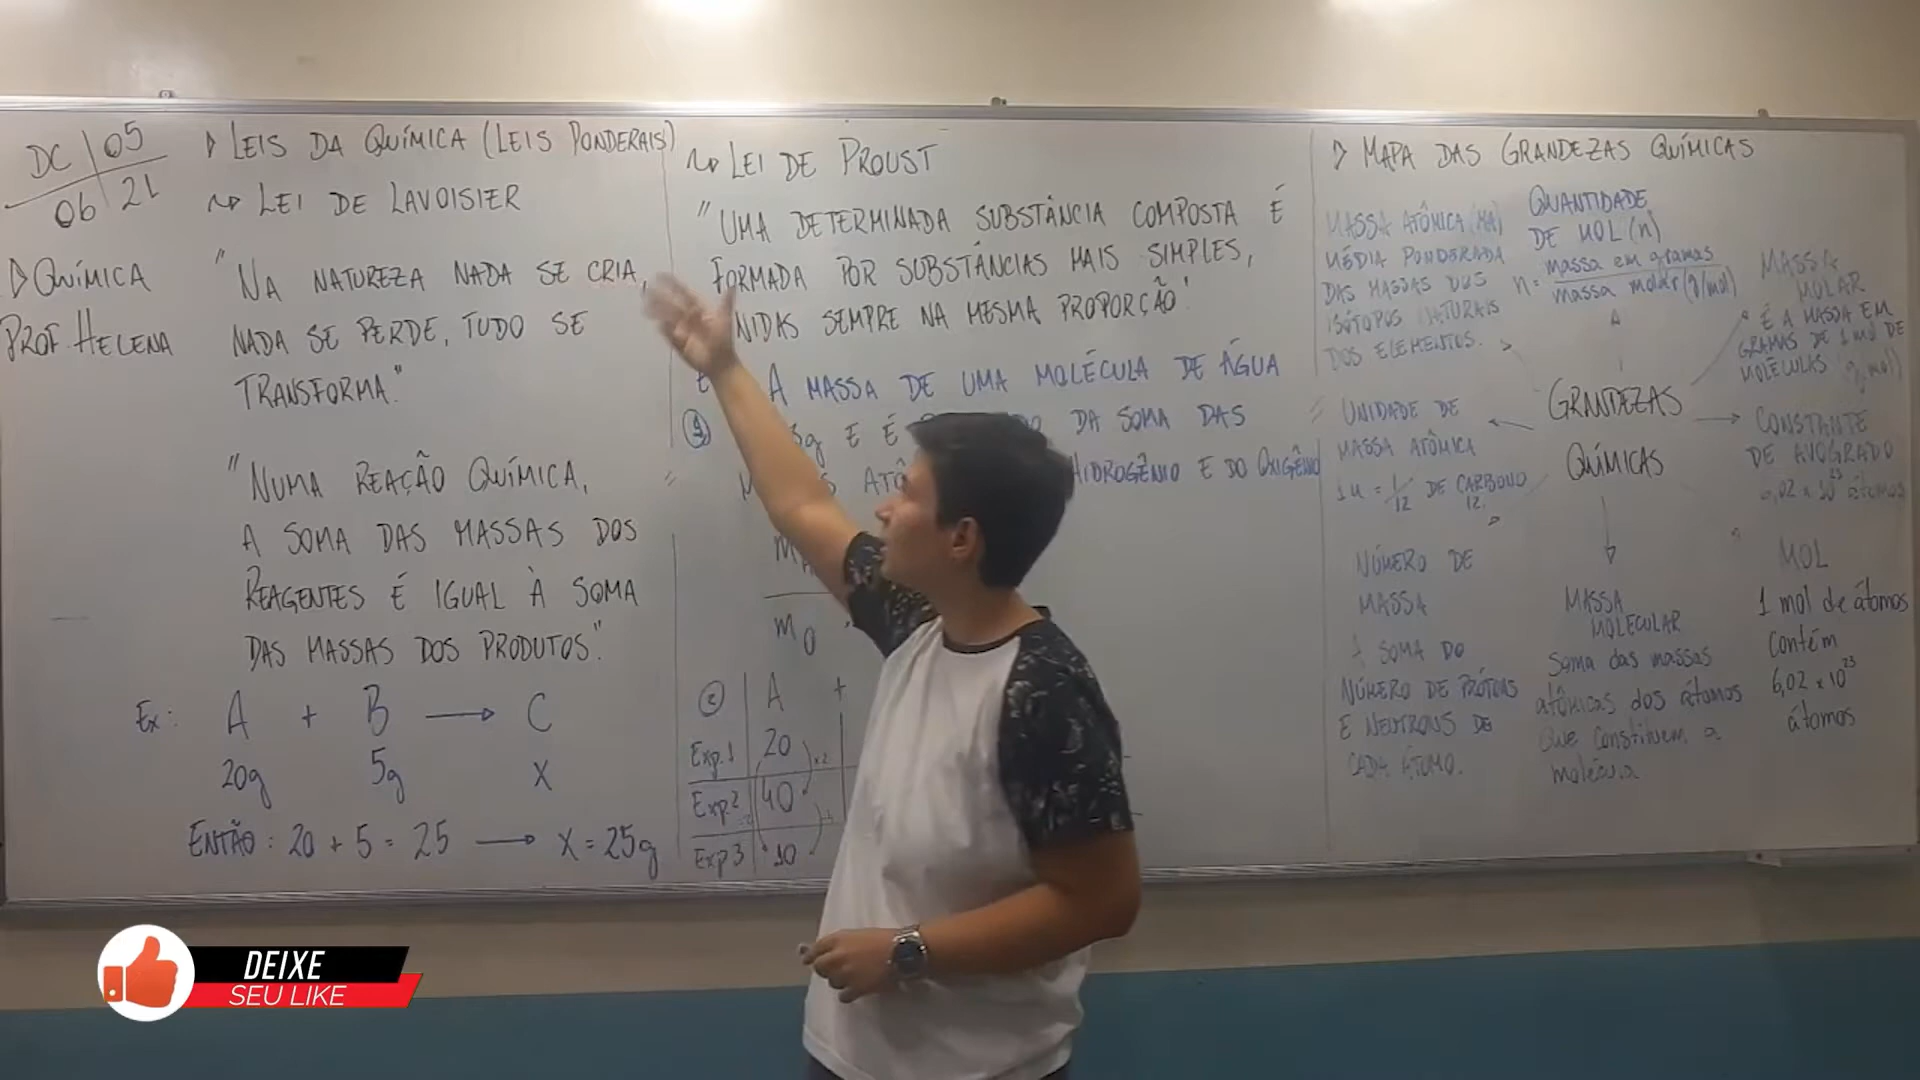 DC 05
06 21
QUÍMICA
PROF. HELENA
LEIS DA QUÍMICA (LEIS PONDERAIS)
LEI DE LAVOISIER
"NA NATUREZA NADA SE CRIA,
NADA SE PERDE, TUDO SE
TRANSFORMA."
"NUMA REAÇÃO QUÍMICA,
A SOMA DAS MASSAS DOS
REAGENTES É IGUAL À SOMA
DAS MASSAS DOS PRODUTOS."
Ex: A + B → C
20g 5g X
ENTÃO: 20 + 5 = 25 → X = 25g
LEI DE PROUST
"UMA DETERMINADA SUBSTÂNCIA COMPOSTA É
FORMADA POR SUBSTÂNCIAS MAIS SIMPLES,
NIDAS SEMPRE NA MESMA PROPORÇÃO"
A MASSA DE UMA MOLÉCULA DE ÁGUA
g E É DA SOMA DAS
HIDROGÊNIO E DO OXIGÊNIO
m
mO
2 A +
Exp.1 20 x2
Exp.2 40
Exp3 10
MAPA DAS GRANDEZAS QUÍMICAS
MASSA ATÔMICA (MA)
MÉDIA PONDERADA
DAS MASSAS DOS
ISÓTOPOS NATURAIS
DOS ELEMENTOS.
QUANTIDADE
DE MOL (n)
n = massa em gramas
massa molar (g/mol)
MASSA
MOLAR
É A MASSA EM
GRAMAS DE 1 MOL DE
MOLÉCULAS (g/mol)
GRANDEZAS
QUÍMICAS
UNIDADE DE
MASSA ATÔMICA
1u = 1/12 DE CARBONO
12.
CONSTANTE
DE AVOGRADO
6,02 x 10²³ átomos
NÚMERO DE
MASSA
A SOMA DO
NÚMERO DE PRÓTONS
E NEUTRONS DE
CADA ÁTOMO.
MASSA
MOLECULAR
Soma das massas
atômicas dos átomos
Que constituem a
molécula
MOL
1 mol de átomos
contém
6,02 x 10²³
átomos
DEIXE
SEU LIKE